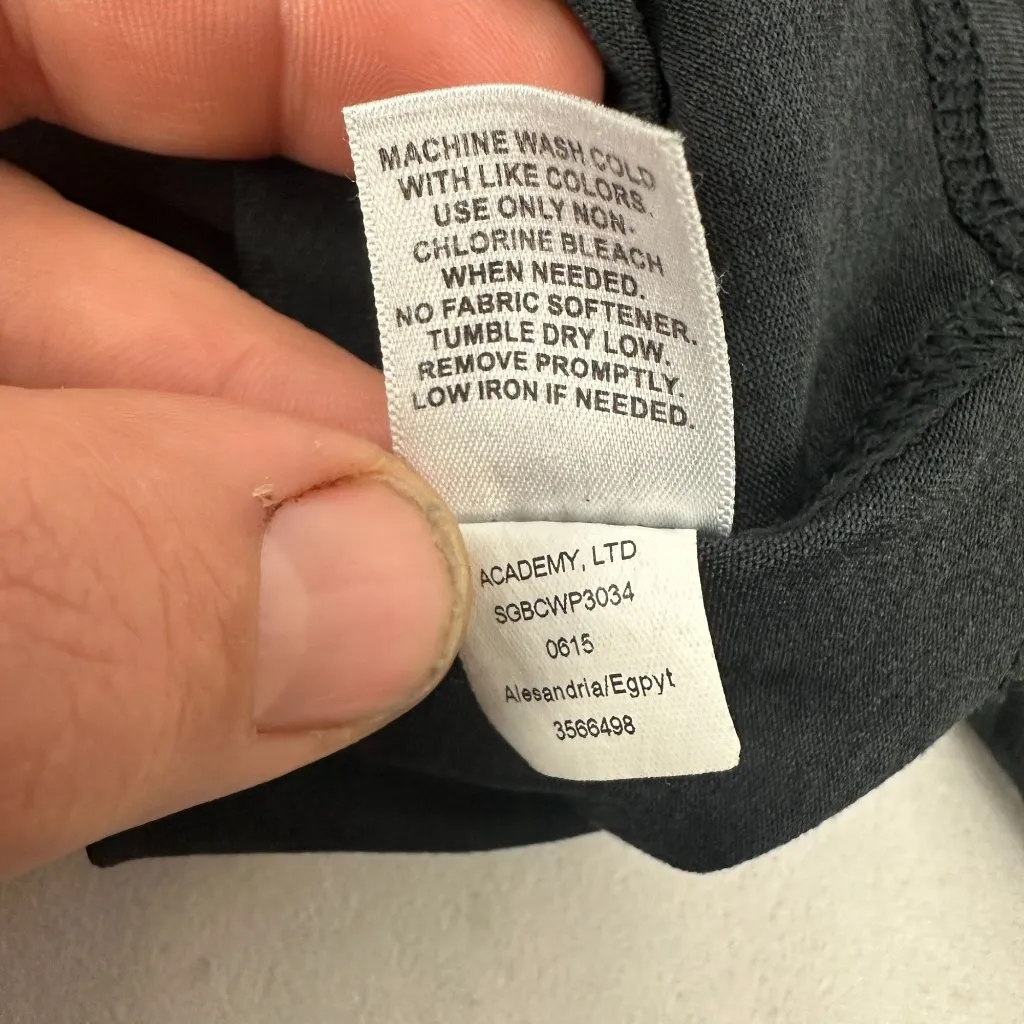 MACHINE WASH COLD
WITH LIKE COLORS.
USE ONLY NON-
CHLORINE BLEACH
WHEN NEEDED.
NO FABRIC SOFTENER.
TUMBLE DRY LOW.
REMOVE PROMPTLY.
LOW IRON IF NEEDED.
ACADEMY, LTD
SGBCWP3034
0615
Alesandria/Egpyt
3566498